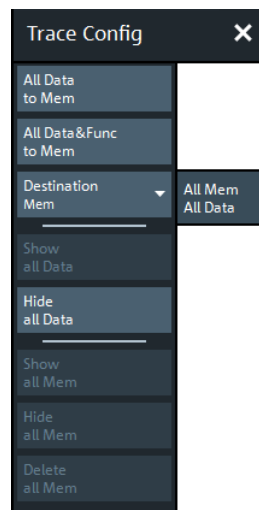 Trace Config
All Data
to Mem
All Data&Func
to Mem
Destination
Mem
All Mem
All Data
Show
all Data
Hide
all Data
Show
all Mem
Hide
all Mem
Delete
all Mem